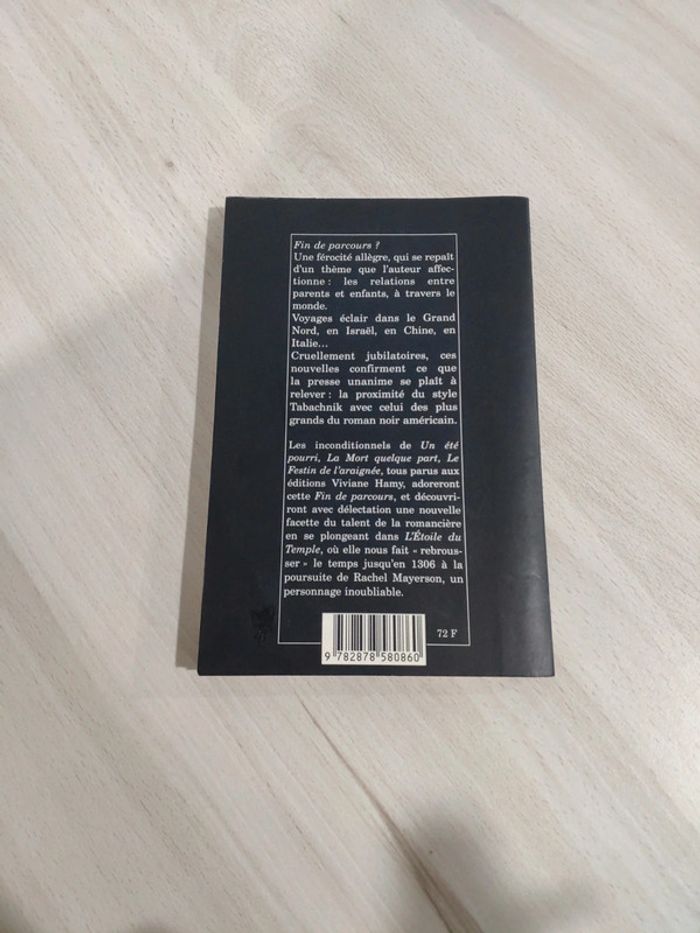 Fin de parcours ?
Une férocité allègre, qui se repaît
d'un thème que l'auteur affec-
tionne : les relations entre
parents et enfants, à travers le
monde.
Voyages éclair dans le Grand
Nord, en Israël, en Chine, en
Italie...
Cruellement jubilatoires, ces
nouvelles confirment ce que
la presse unanime se plaît à
relever : la proximité du style
Tabachnik avec celui des plus
grands du roman noir américain.
Les inconditionnels de Un été
pourri, La Mort quelque part, Le
Festin de l'araignée, tous parus aux
éditions Viviane Hamy, adoreront
cette Fin de parcours, et découvri-
ront avec délectation une nouvelle
facette du talent de la romancière
en se plongeant dans L'Étoile du
Temple, où elle nous fait « rebrous-
ser » le temps jusqu'en 1306 à la
poursuite de Rachel Mayerson, un
personnage inoubliable.
72 F
9 782878 580860